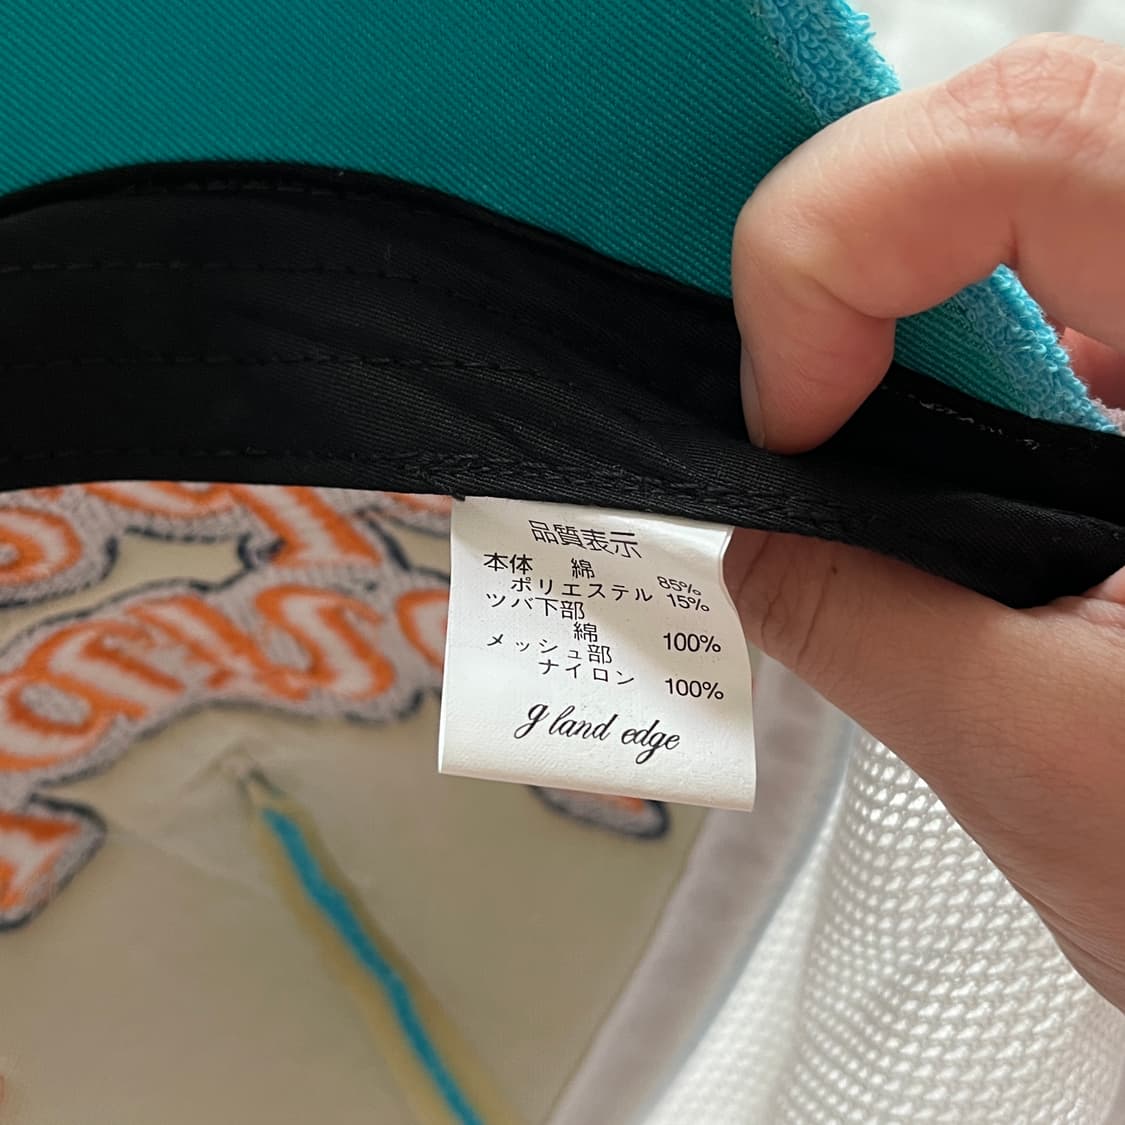 品質表示
本体 綿 85%
ポリエステル 15%
ツバ下部
綿 100%
メッシュ部
ナイロン 100%
g land edge